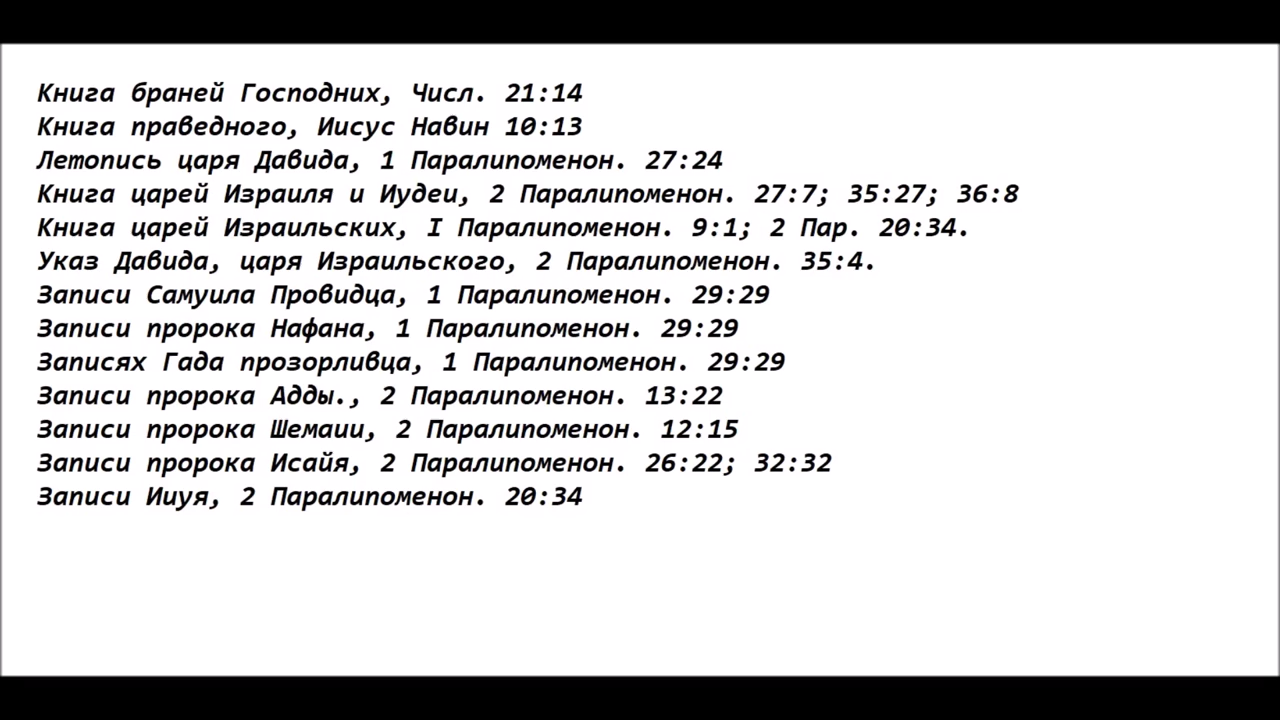 Книга браней Господних, Числ. 21:14
Книга праведного, Иисус Навин 10:13
Летопись царя Давида, 1 Паралипоменон. 27:24
Книга царей Израиля и Иудеи, 2 Паралипоменон. 27:7; 35:27; 36:8
Книга царей Израильских, I Паралипоменон. 9:1; 2 Пар. 20:34.
Указ Давида, царя Израильского, 2 Паралипоменон. 35:4.
Записи Самуила Провидца, 1 Паралипоменон. 29:29
Записи пророка Нафана, 1 Паралипоменон. 29:29
Записях Гада прозорливца, 1 Паралипоменон. 29:29
Записи пророка Адды., 2 Паралипоменон. 13:22
Записи пророка Шемаии, 2 Паралипоменон. 12:15
Записи пророка Исайя, 2 Паралипоменон. 26:22; 32:32
Записи Ииуя, 2 Паралипоменон. 20:34